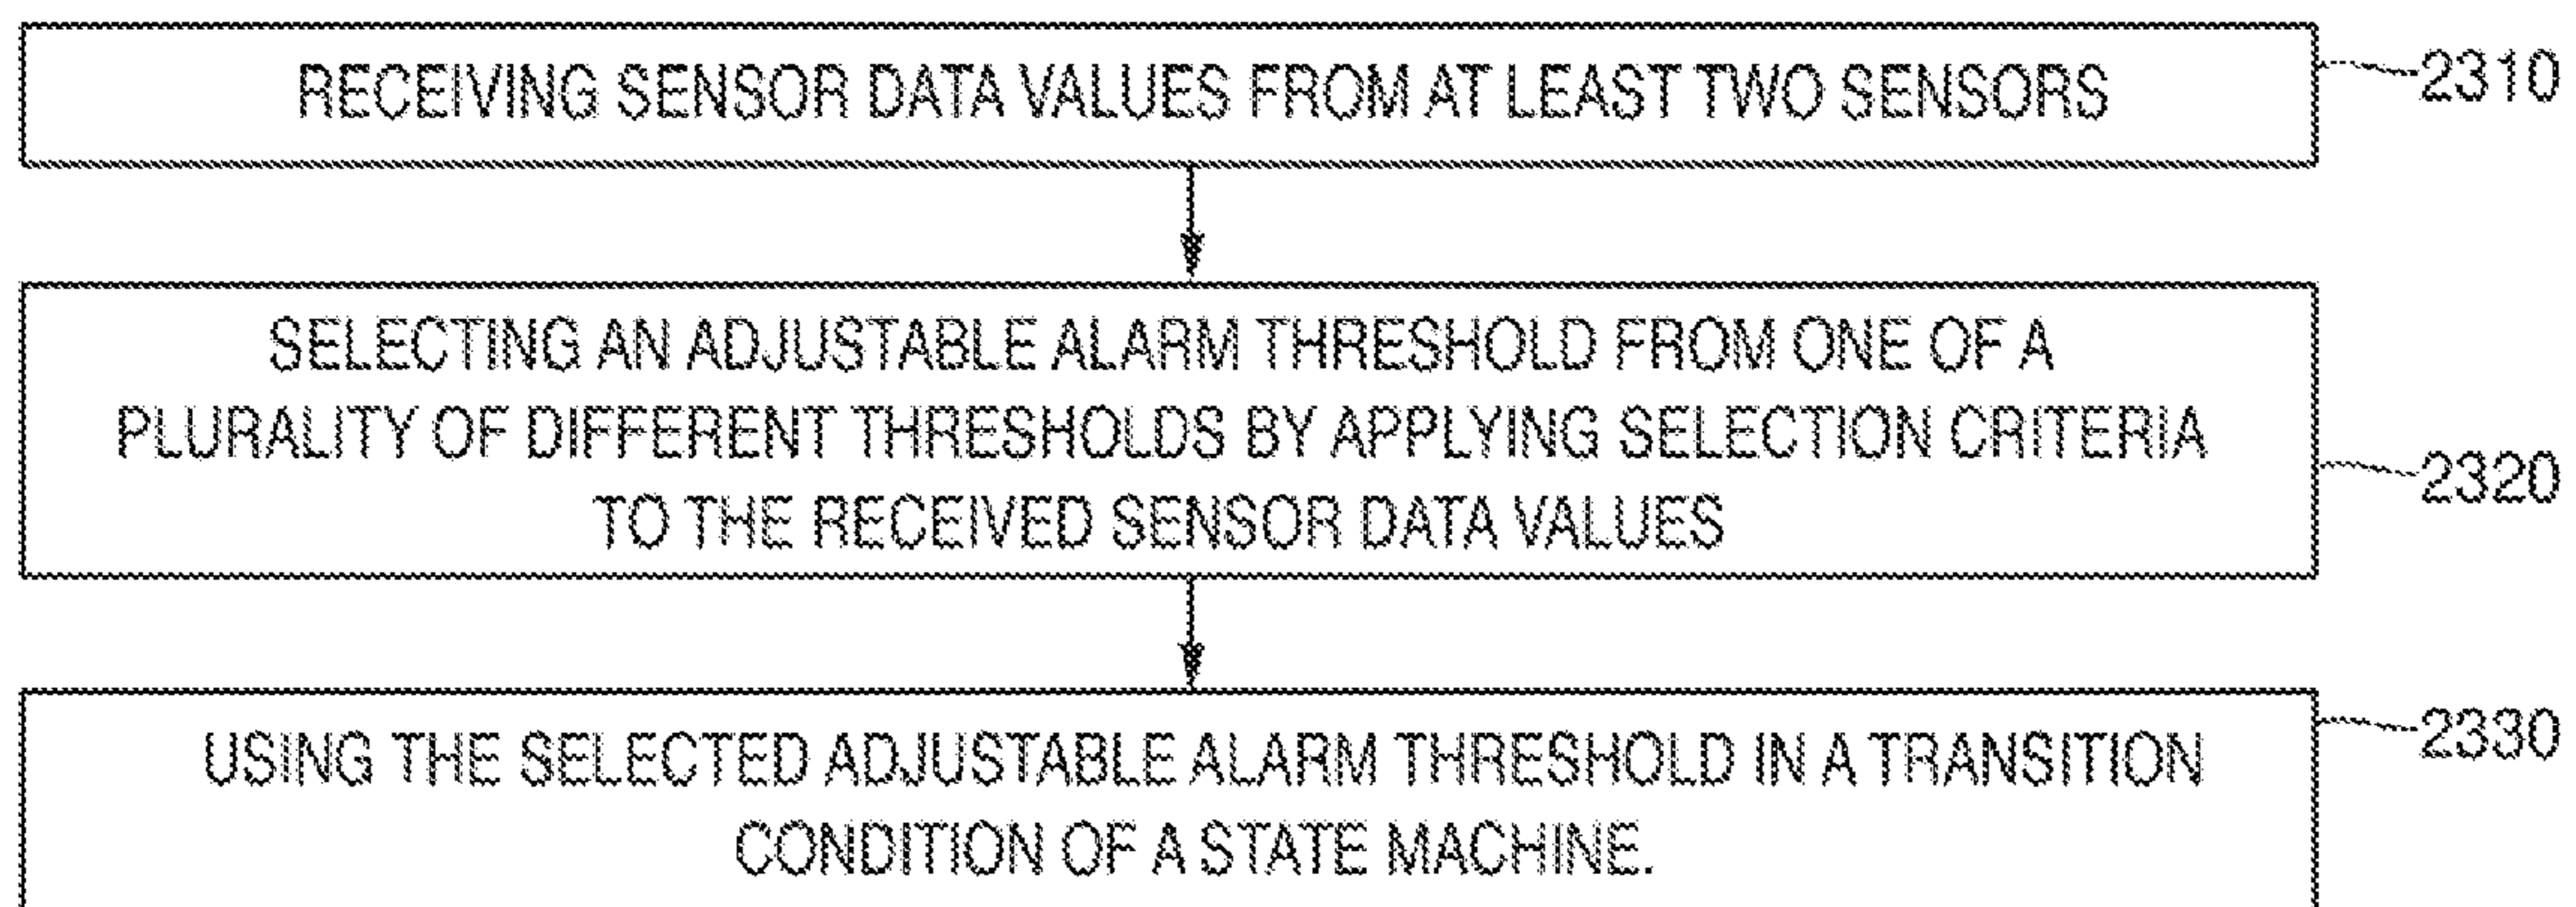 RECEIVING SENSOR DATA VALUES FROM AT LEAST TWO SENSORS
2310
SELECTING AN ADJUSTABLE ALARM THRESHOLD FROM ONE OF A
PLURALITY OF DIFFERENT THRESHOLDS BY APPLYING SELECTION CRITERIA
TO THE RECEIVED SENSOR DATA VALUES
2320
USING THE SELECTED ADJUSTABLE ALARM THRESHOLD IN A TRANSITION
CONDITION OF A STATE MACHINE.
2330